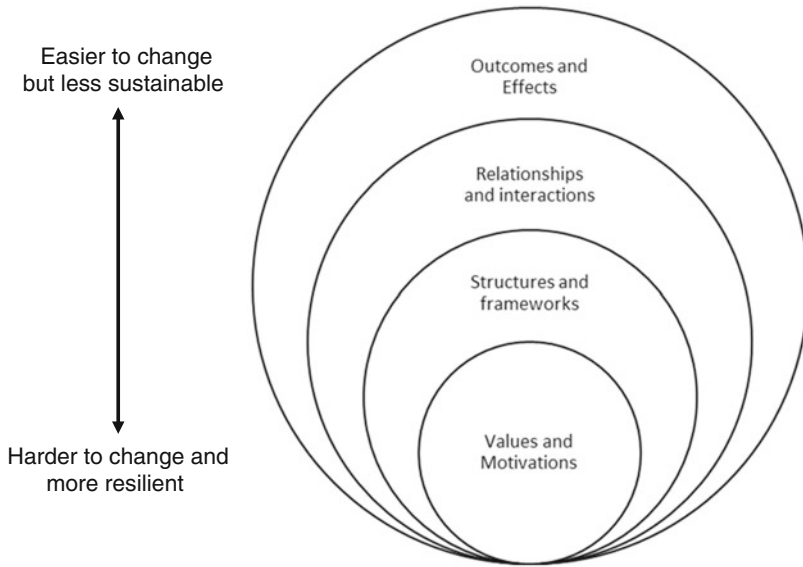 Easier to change
but less sustainable
Harder to change and
more resilient
Outcomes and
Effects
Relationships
and interactions
Structures and
frameworks
Values and
Motivations